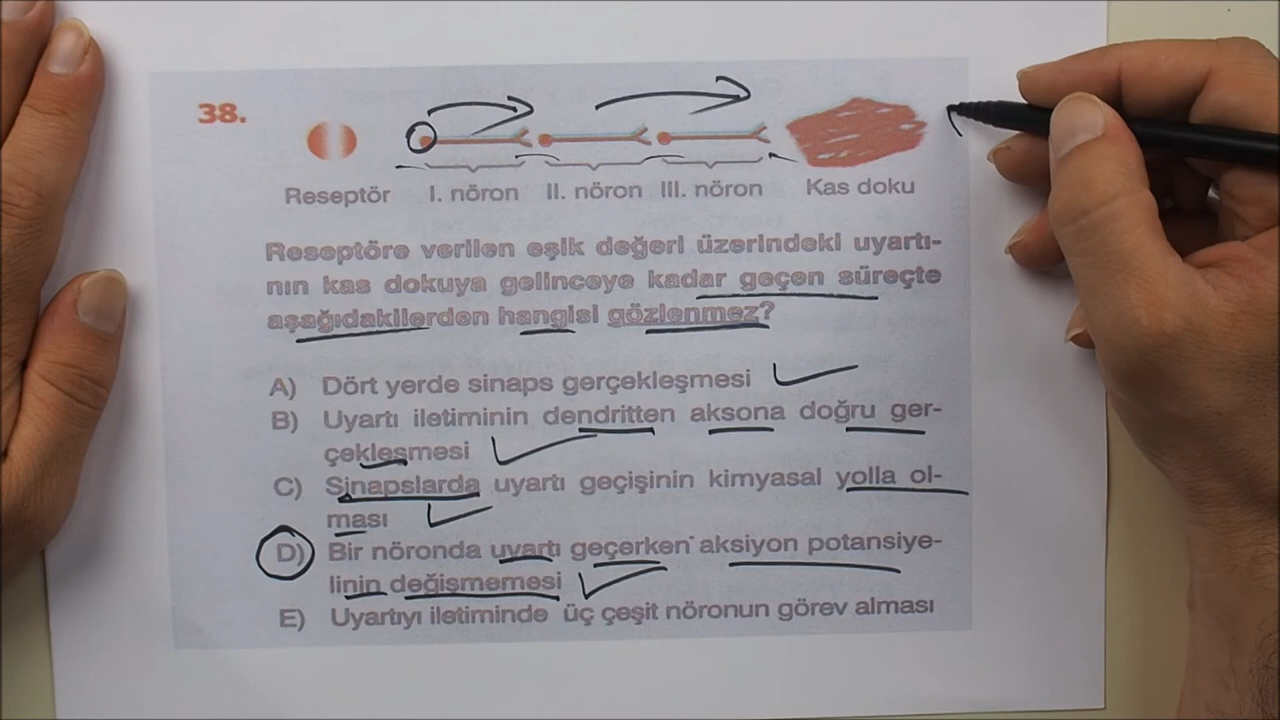 38.
Reseptör I. nöron II. nöron III. nöron Kas doku
Reseptöre verilen eşik değeri üzerindeki uyartı-
nın kas dokuya gelinceye kadar geçen süreçte
aşağıdakilerden hangisi gözlenmez?
A) Dört yerde sinaps gerçekleşmesi
B) Uyartı iletiminin dendritten aksona doğru ger-
çekleşmesi
C) Sinapslarda uyartı geçişinin kimyasal yolla ol-
ması
D) Bir nöronda uyartı geçerken aksiyon potansiye-
linin değişmemesi
E) Uyartıyı iletiminde üç çeşit nöronun görev alması